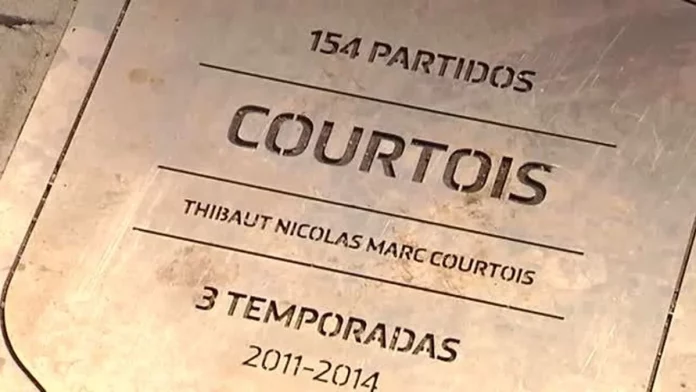 154 PARTIDOS
COURTOIS
THIBAUT NICOLAS MARC COURTOIS
3 TEMPORADAS
2011-2014